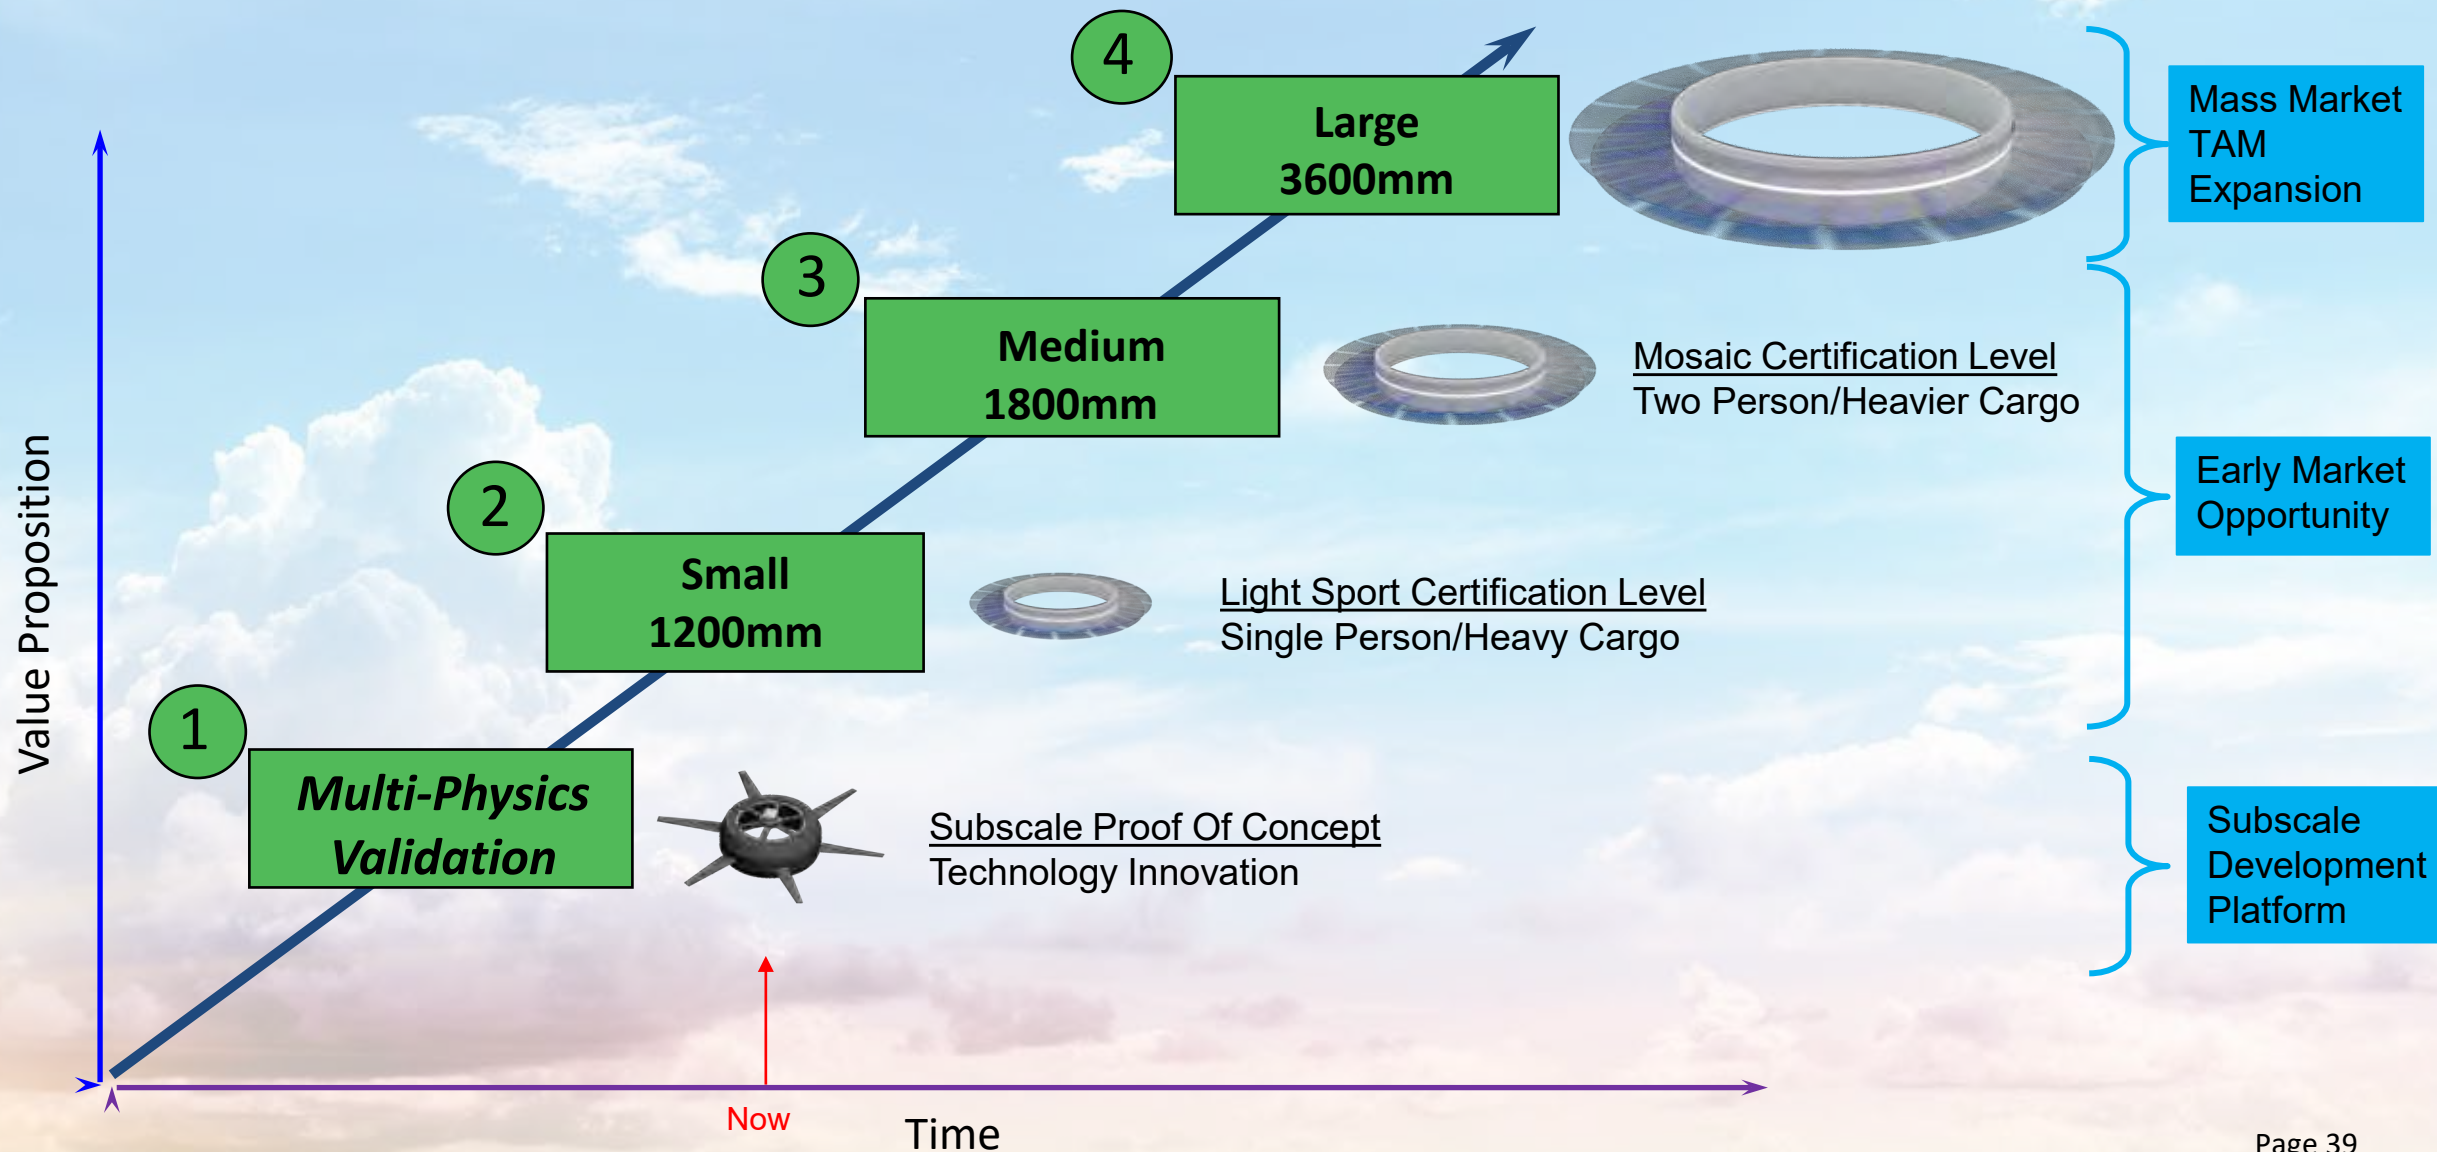 4
Large
3600mm
Mass Market
TAM
Expansion
3
Medium
1800mm
Mosaic Certification Level
Two Person/Heavier Cargo
Early Market
Opportunity
2
Small
1200mm
Light Sport Certification Level
Single Person/Heavy Cargo
Value Proposition
1
Multi-Physics
Validation
Subscale Proof Of Concept
Technology Innovation
Subscale
Development
Platform
Now
Time
Page 39